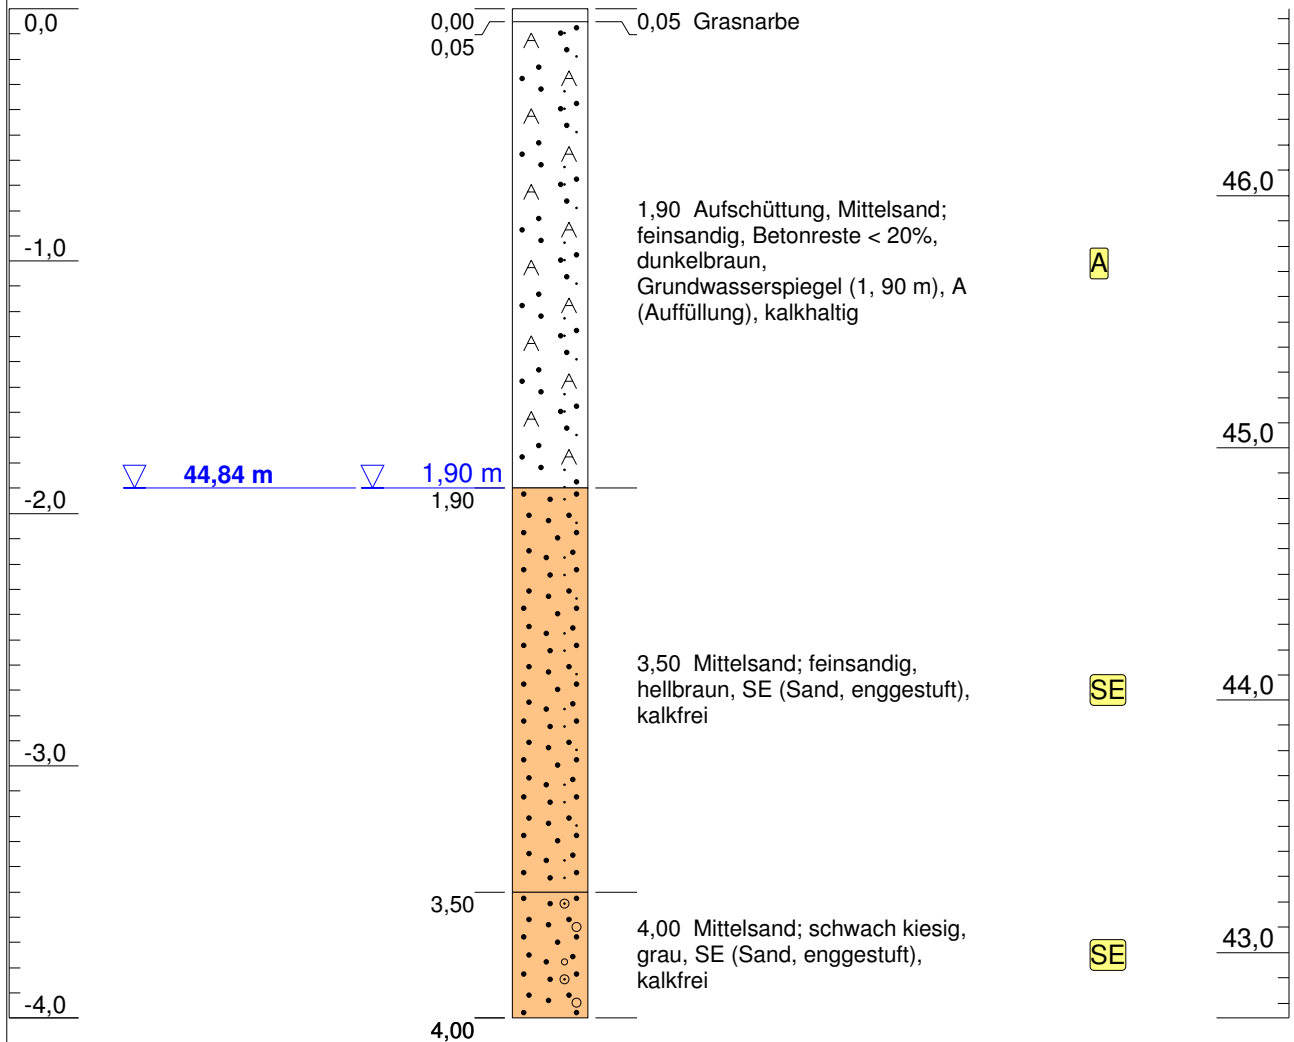 0,0
0,00
0,05 Grasnarbe
0,05
46,0
1,90 Aufschüttung, Mittelsand;
feinsandig, Betonreste < 20%,
dunkelbraun,
Grundwasserspiegel (1, 90 m), A
(Auffüllung), kalkhaltig
A
-1,0
45,0
44,84 m
1,90 m
1,90
-2,0
3,50 Mittelsand; feinsandig,
hellbraun, SE (Sand, enggestuft),
kalkfrei
SE
44,0
-3,0
3,50
4,00 Mittelsand; schwach kiesig,
grau, SE (Sand, enggestuft),
kalkfrei
SE
43,0
-4,0
4,00